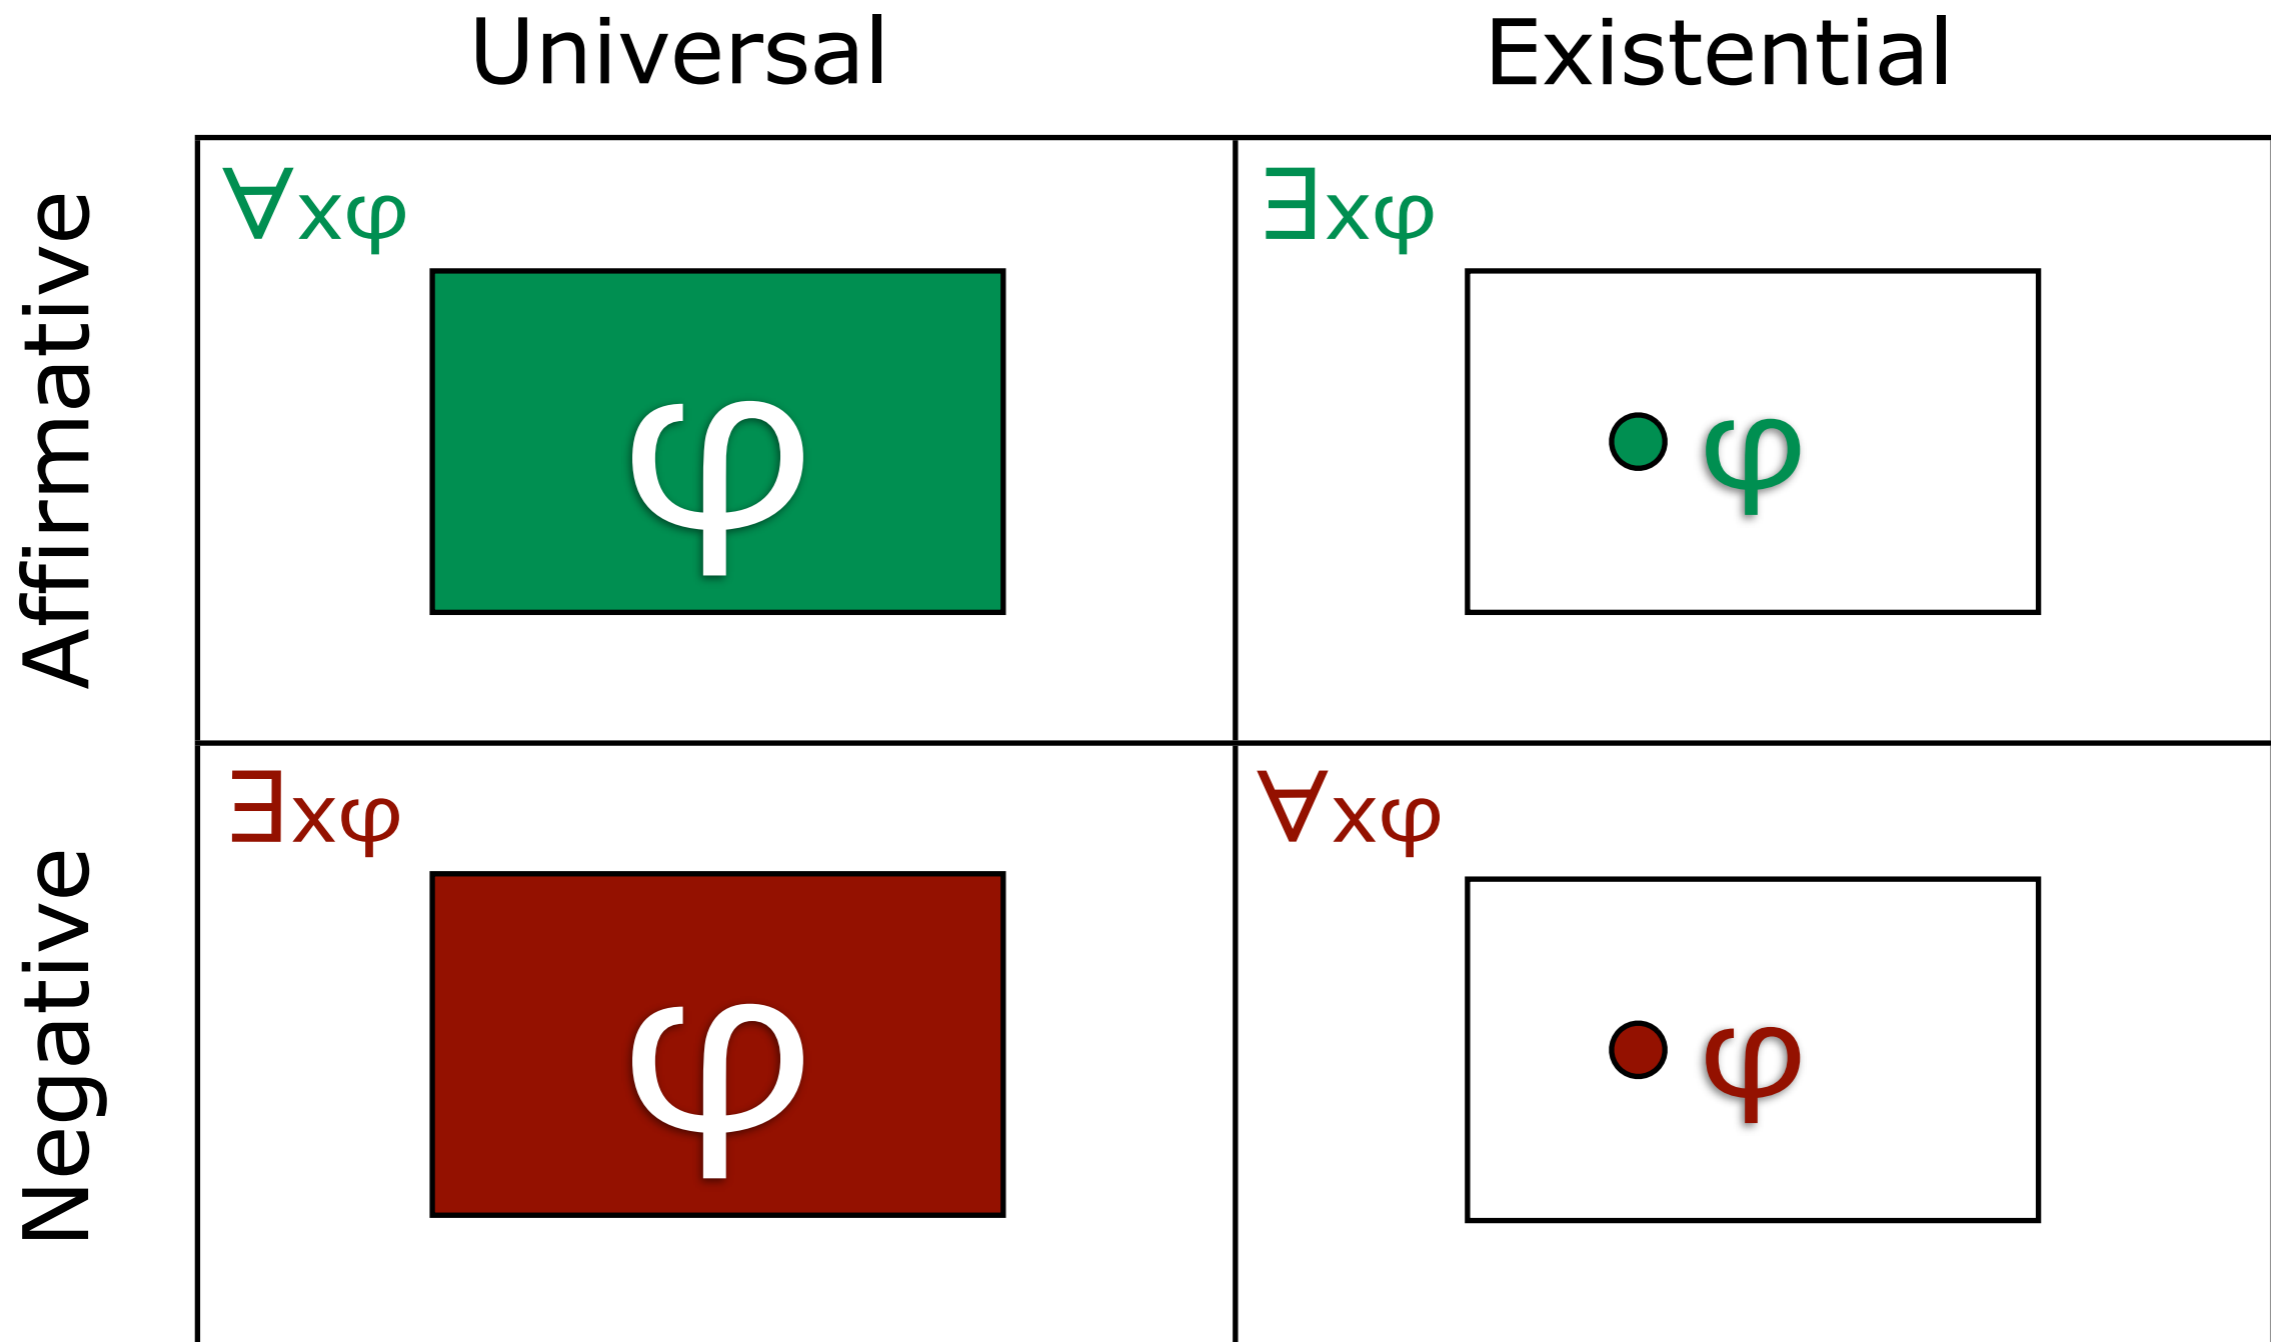 Universal Existential
Affirmative
∀xφ ∃xφ
φ φ
Negative
∃xφ ∀xφ
φ φ